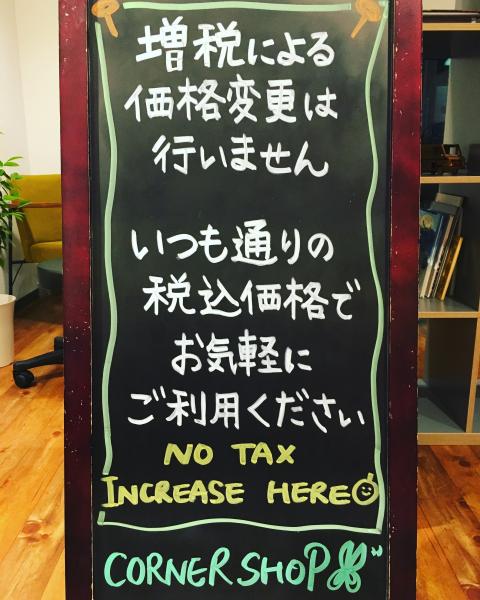 増税による
価格変更は
行いません
いつも通りの
税込価格で
お気軽に
ご利用ください
NO TAX
INCREASE HERE
CORNER SHOP